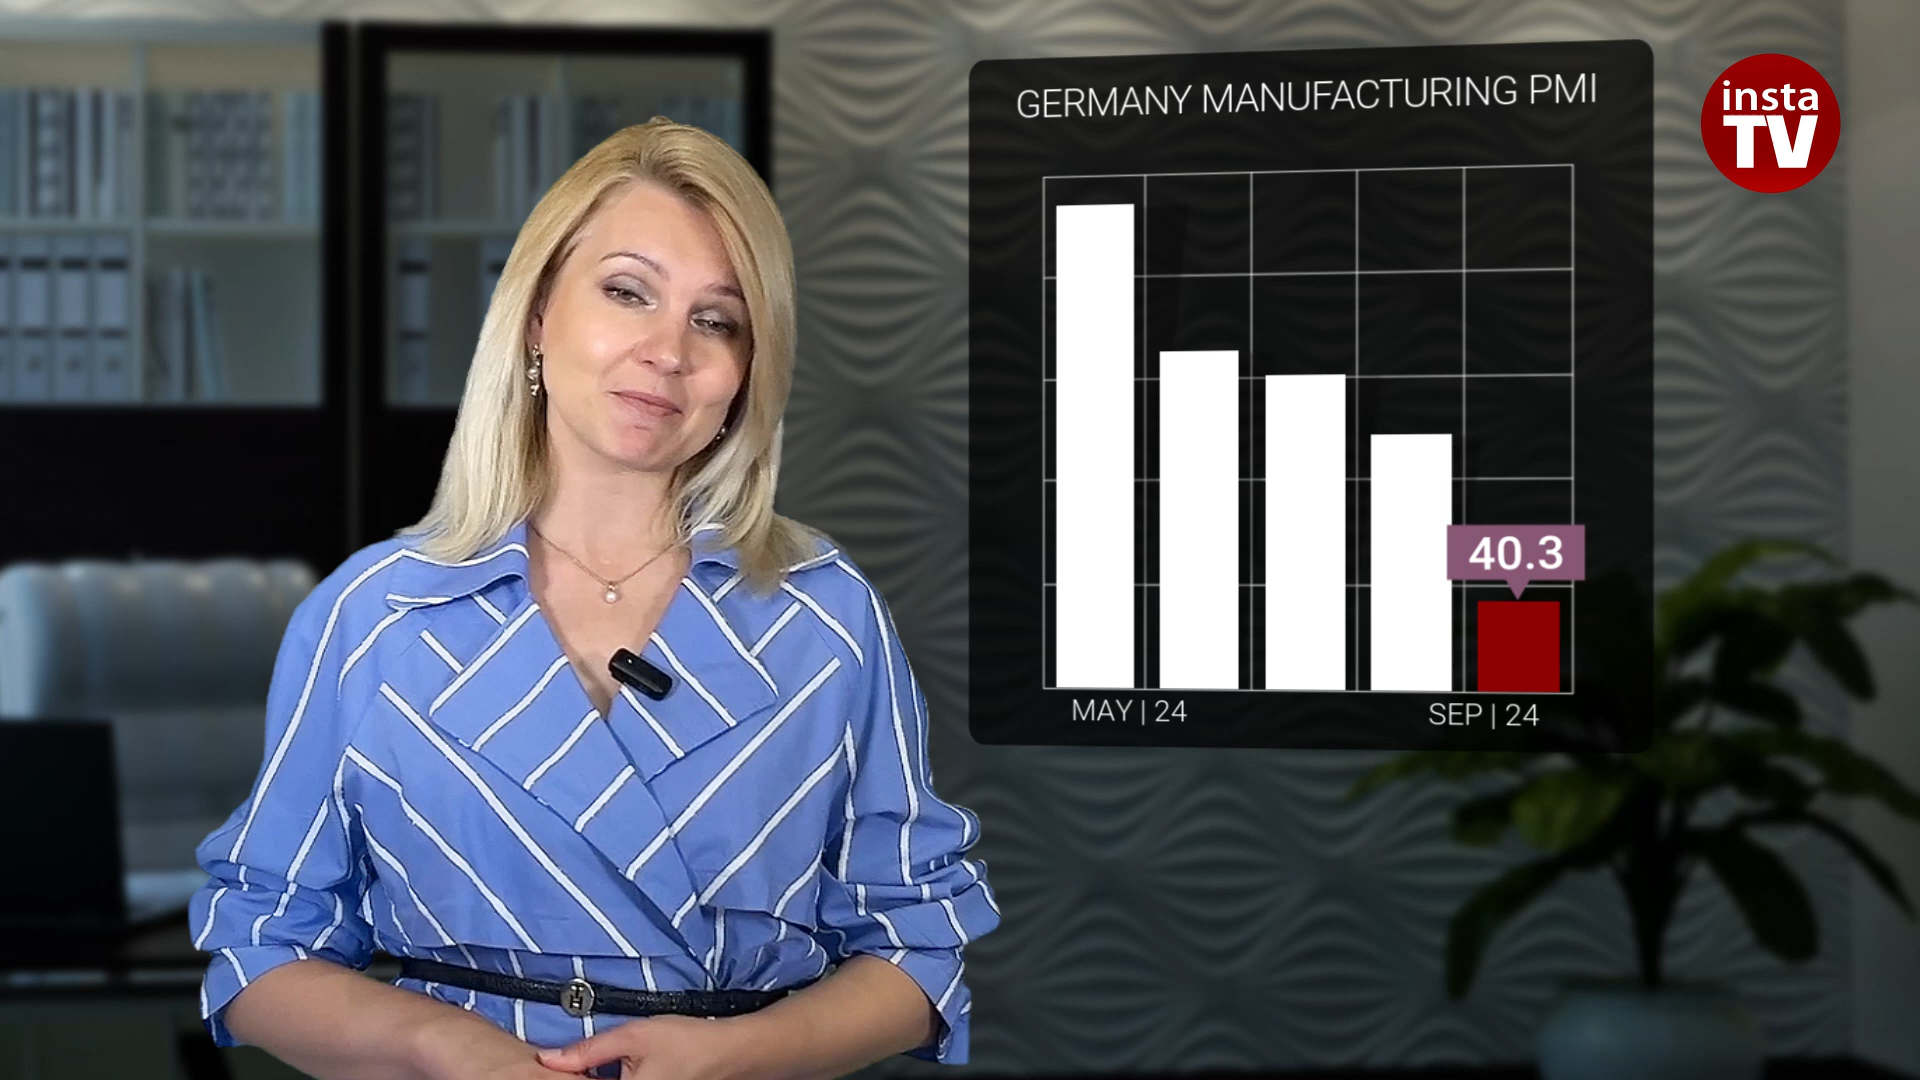 GERMANY MANUFACTURING PMI
insta
TV
40.3
MAY | 24
SEP | 24